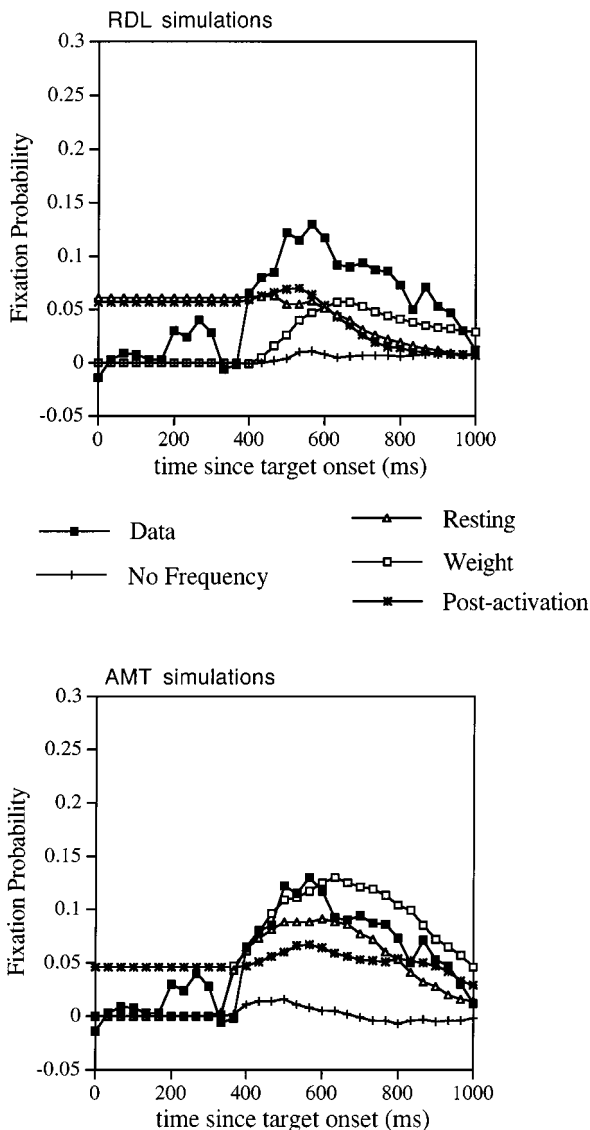 RDL simulations
0.3
0.25
0.2
0.15
0.1
0.05
0
-0.05
Fixation Probability
0 200 400 600 800 1000
time since target onset (ms)
Data
No Frequency
Resting
Weight
Post-activation
AMT simulations
0.3
0.25
0.2
0.15
0.1
0.05
0
-0.05
Fixation Probability
0 200 400 600 800 1000
time since target onset (ms)